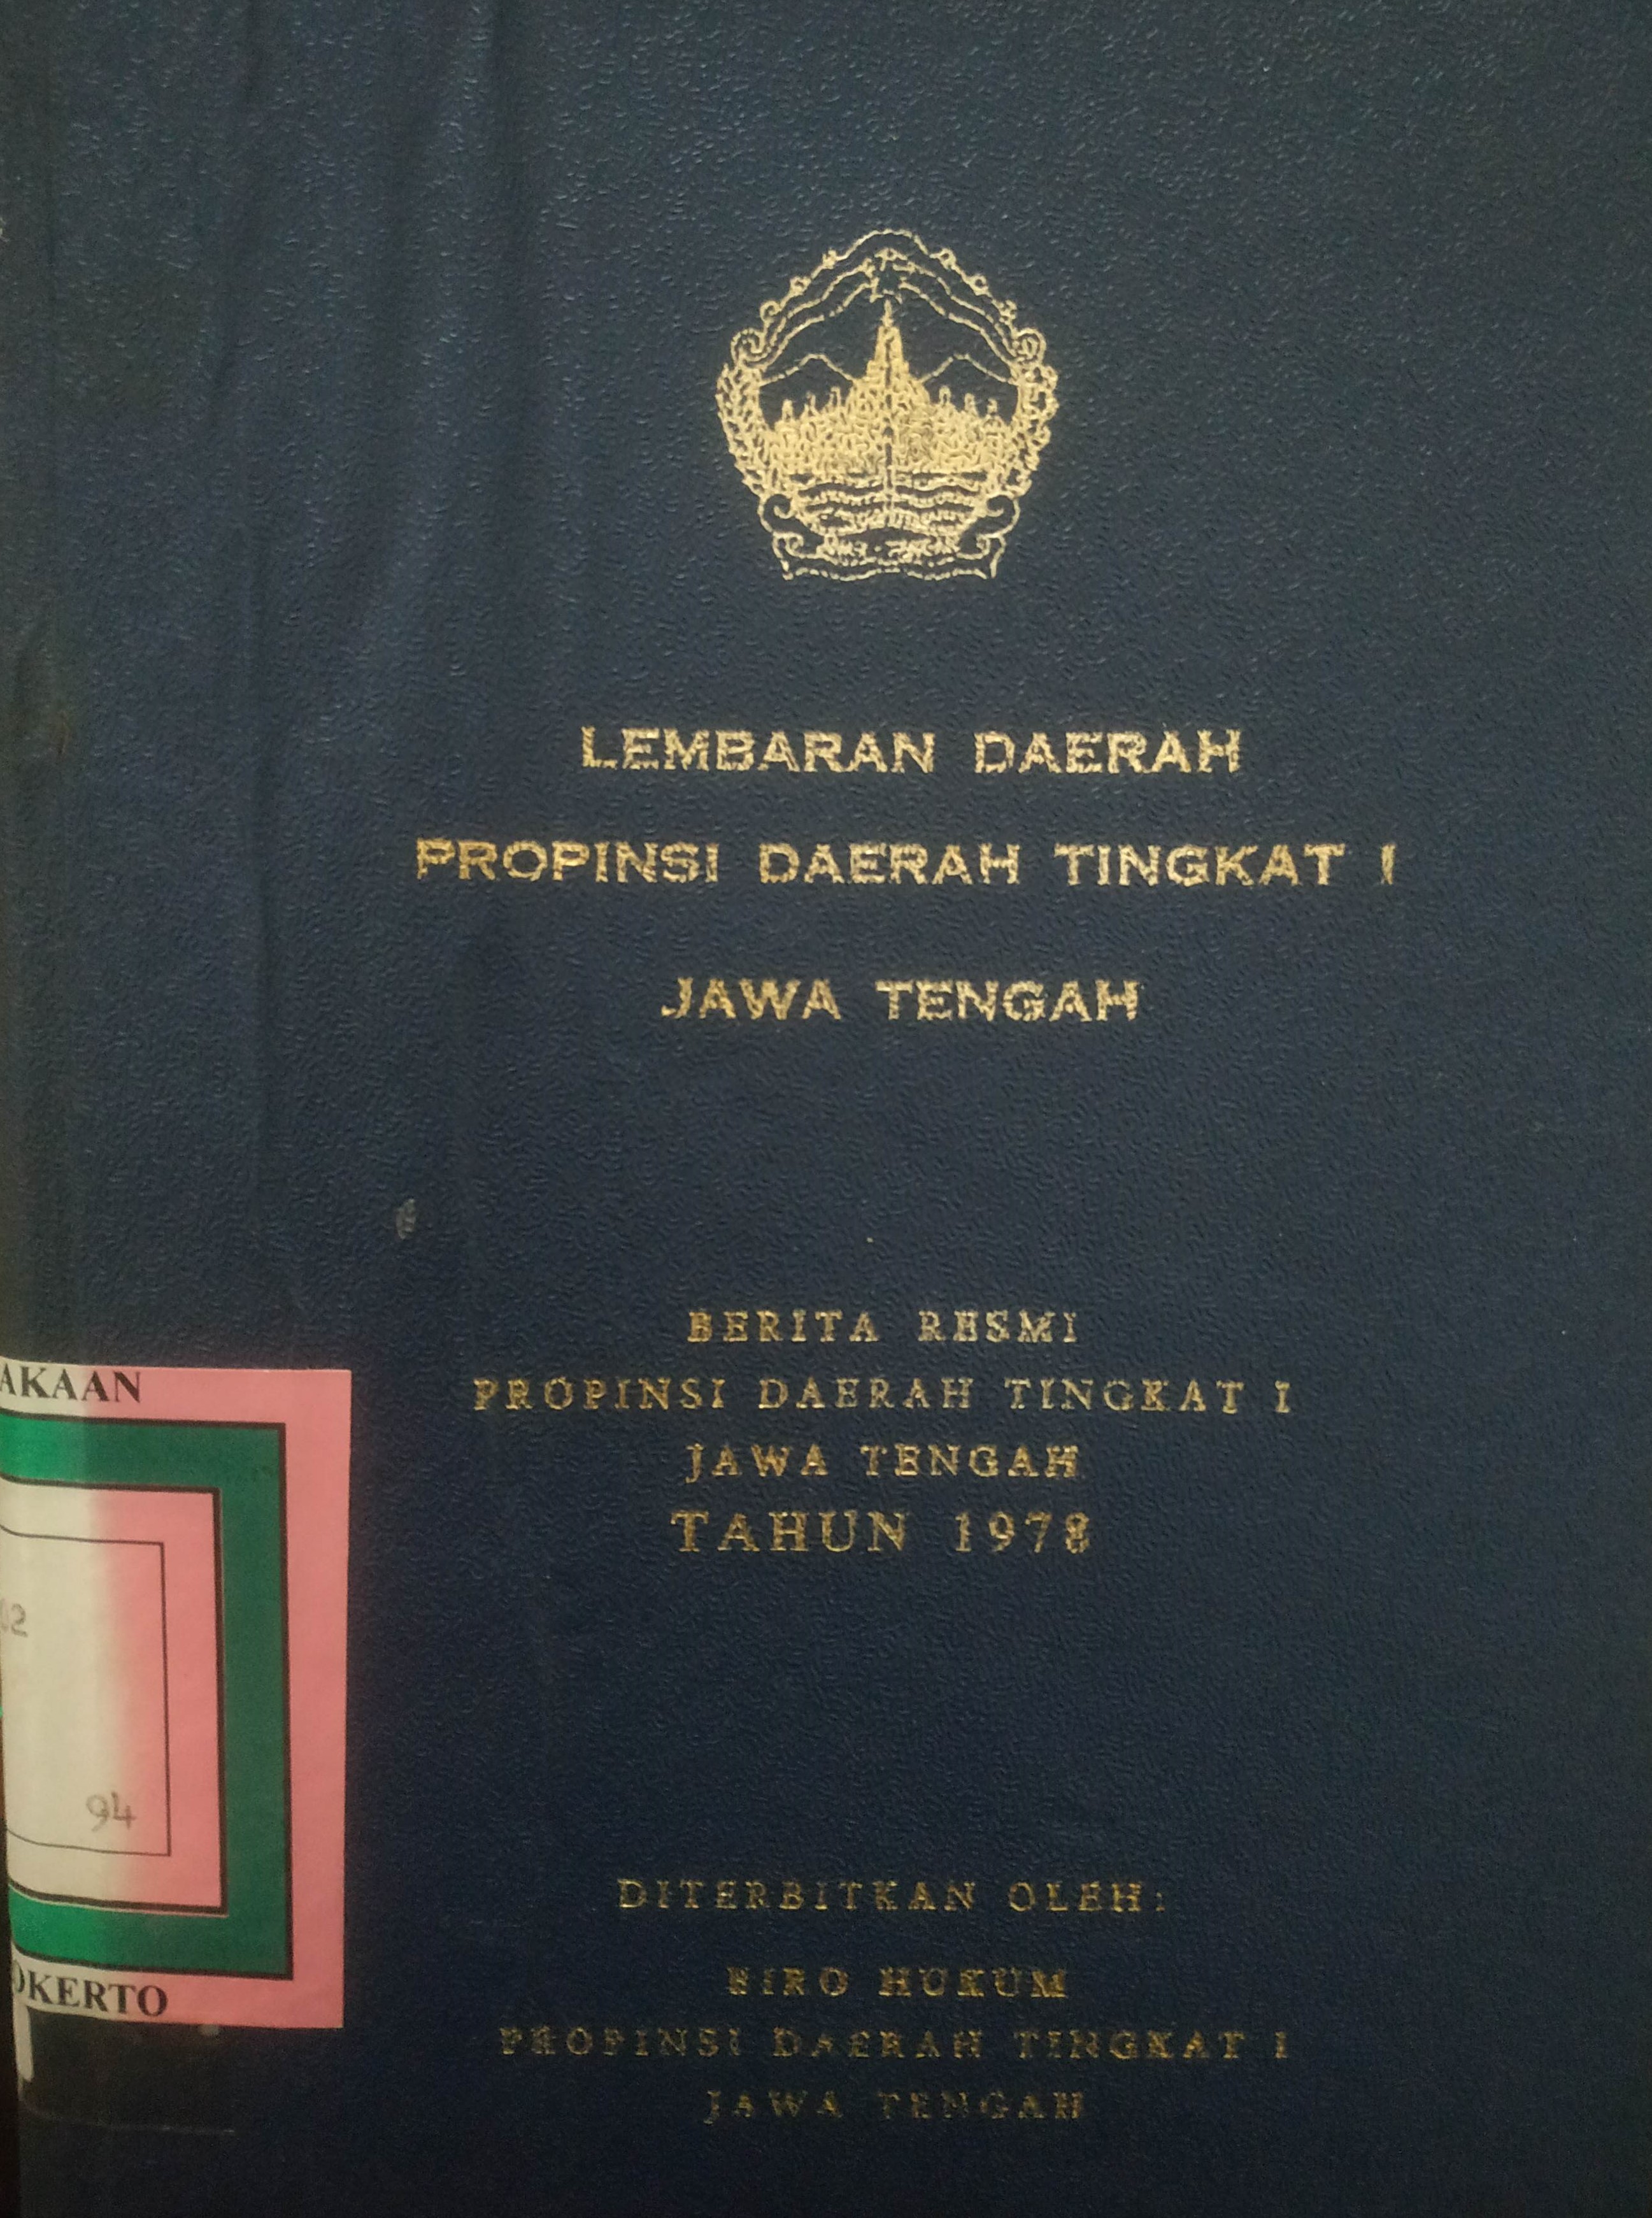 LEMBARAN DAERAH
PROPINSI DAERAH TINGKAT I
JAWA TENGAH
BERITA RESMI
PROPINSI DAERAH TINGKAT I
JAWA TENGAH
TAHUN 1978
DITERBITKAN OLEH:
BIRO HUKUM
PROPINSI DAERAH TINGKAT I
JAWA TENGAH
AKAAN
02
94
OKERTO